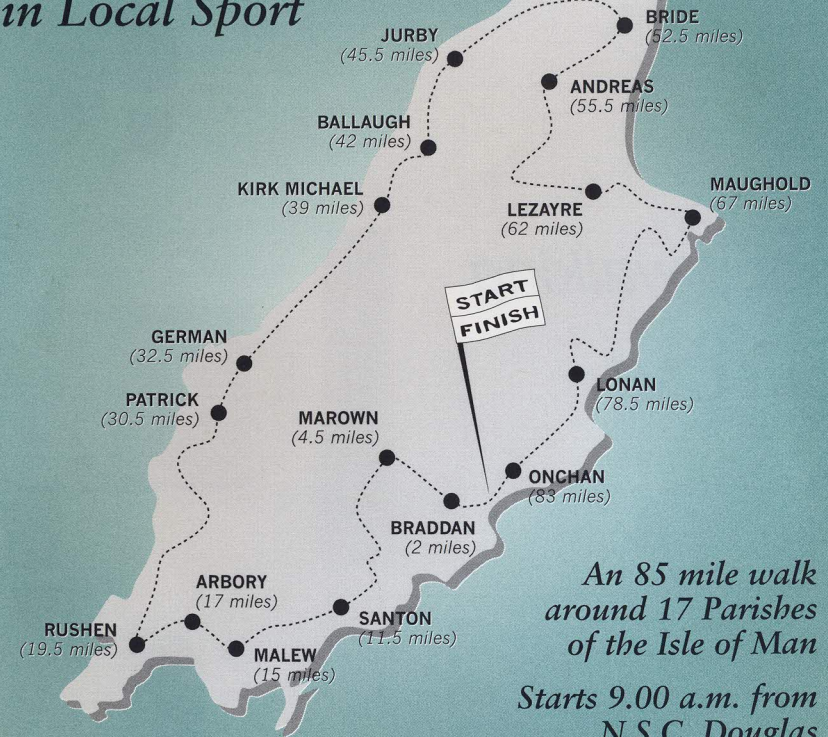 in Local Sport
BRIDE
(52.5 miles)
JURBY
(45.5 miles)
ANDREAS
(55.5 miles)
BALLAUGH
(42 miles)
KIRK MICHAEL
(39 miles)
MAUGHOLD
(67 miles)
LEZAYRE
(62 miles)
START
FINISH
GERMAN
(32.5 miles)
PATRICK
(30.5 miles)
LONAN
(78.5 miles)
MAROWN
(4.5 miles)
ONCHAN
(83 miles)
BRADDAN
(2 miles)
ARBORY
(17 miles)
SANTON
(11.5 miles)
RUSHEN
(19.5 miles)
MALEW
(15 miles)
An 85 mile walk
around 17 Parishes
of the Isle of Man
Starts 9.00 a.m. from
N.S.C. Douglas